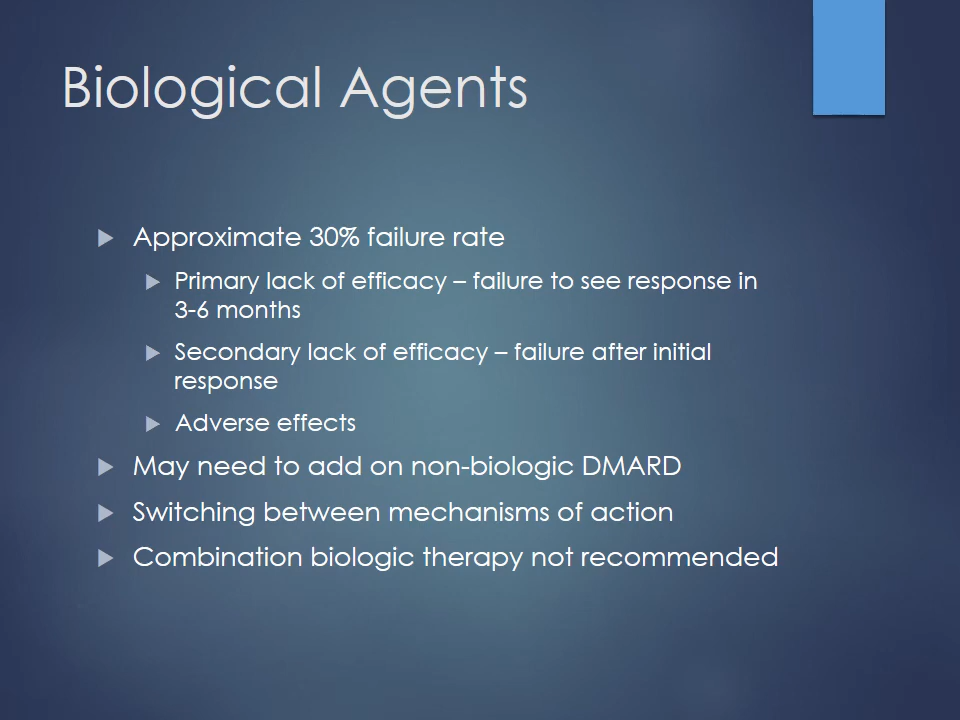 Biological Agents
Approximate 30% failure rate
Primary lack of efficacy – failure to see response in
3-6 months
Secondary lack of efficacy – failure after initial
response
Adverse effects
May need to add on non-biologic DMARD
Switching between mechanisms of action
Combination biologic therapy not recommended